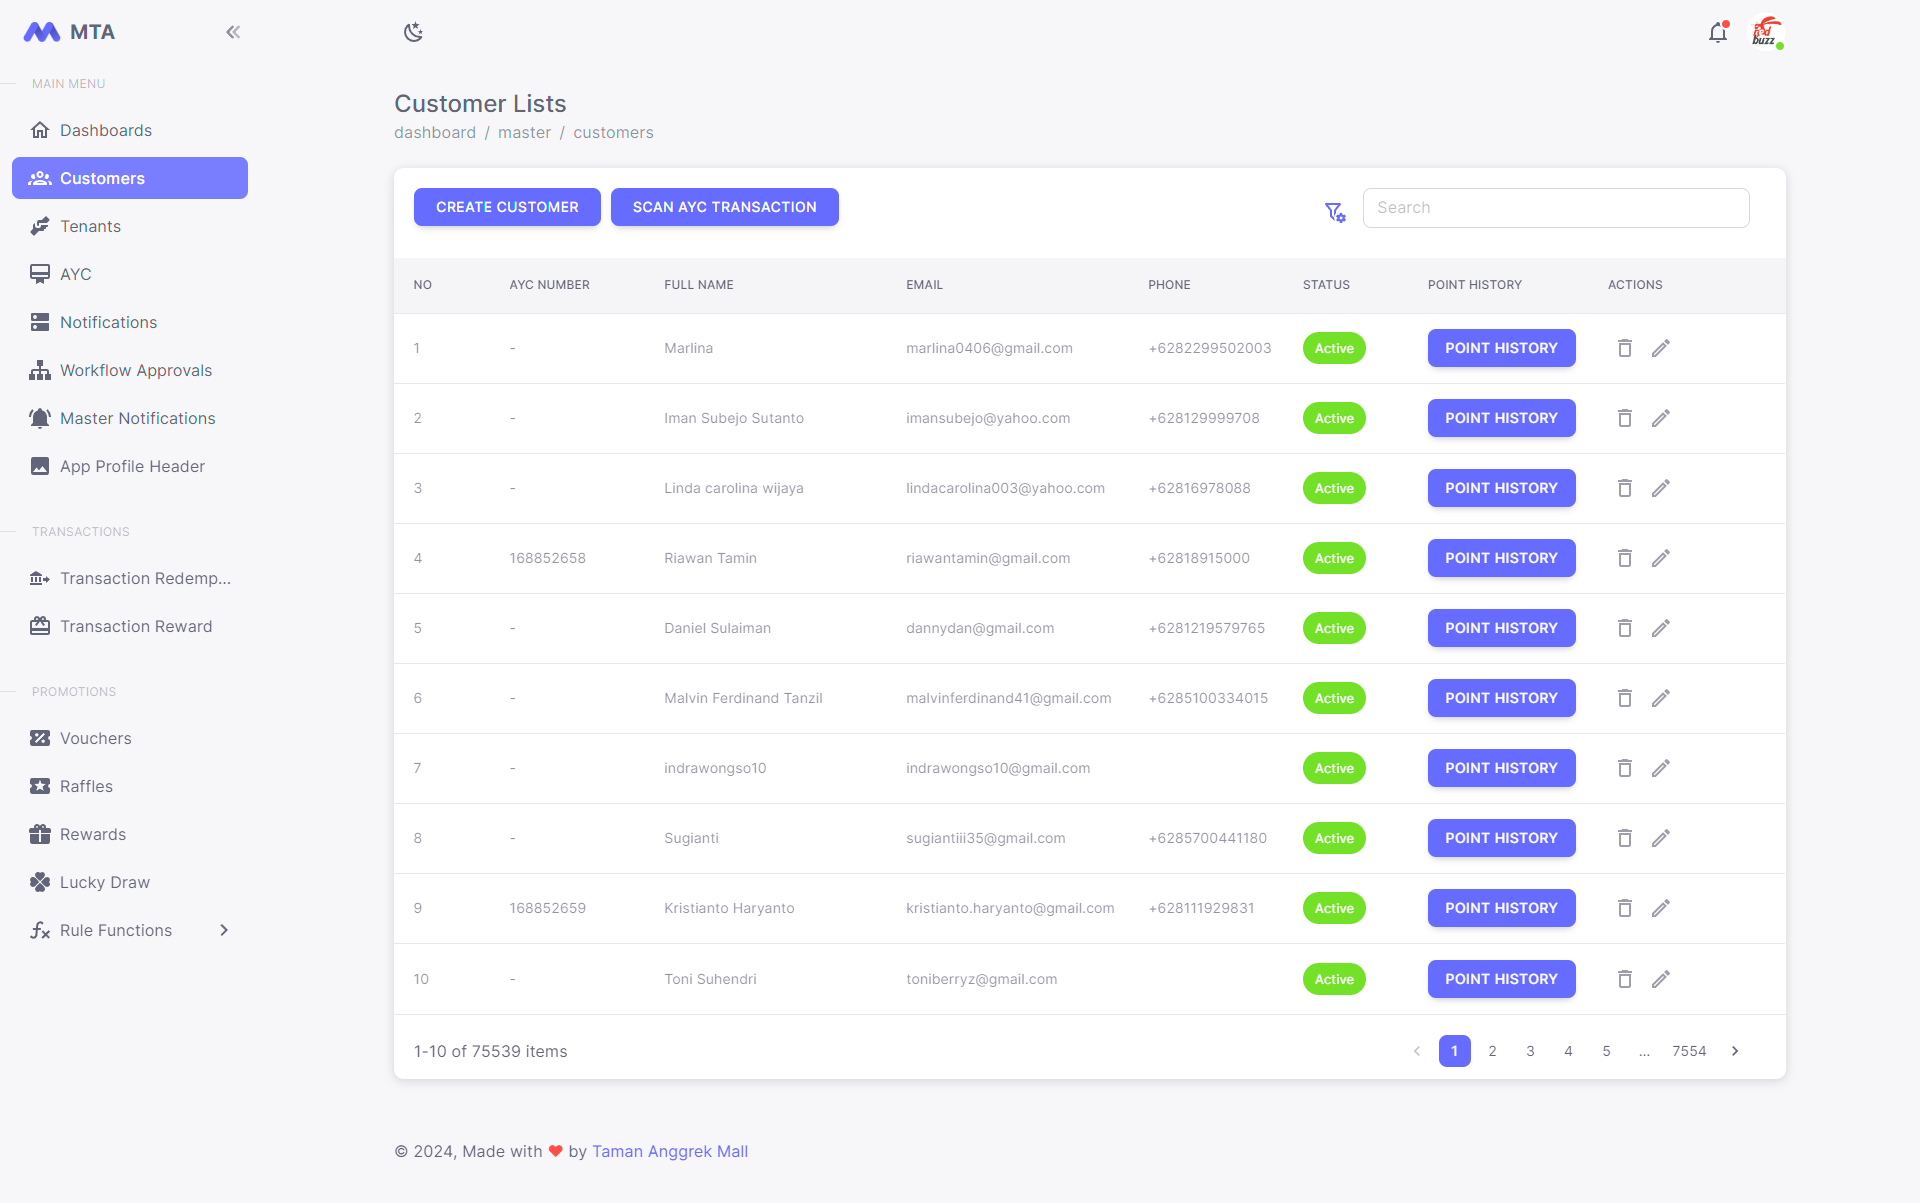 MTA
MAIN MENU
Dashboards
Customers
Tenants
AYC
Notifications
Workflow Approvals
Master Notifications
App Profile Header
TRANSACTIONS
Transaction Redemp...
Transaction Reward
PROMOTIONS
Vouchers
Raffles
Rewards
Lucky Draw
Rule Functions
buzz
Customer Lists
dashboard / master / customers
CREATE CUSTOMER SCAN AYC TRANSACTION Search
NO AYC NUMBER FULL NAME EMAIL PHONE STATUS POINT HISTORY ACTIONS
1 - Marlina marlina0406@gmail.com +6282299502003 Active POINT HISTORY
2 - Iman Subejo Sutanto imansubejo@yahoo.com +628129999708 Active POINT HISTORY
3 - Linda carolina wijaya lindacarolina003@yahoo.com +62816978088 Active POINT HISTORY
4 168852658 Riawan Tamin riawantamin@gmail.com +62818915000 Active POINT HISTORY
5 - Daniel Sulaiman dannydan@gmail.com +6281219579765 Active POINT HISTORY
6 - Malvin Ferdinand Tanzil malvinferdinand41@gmail.com +6285100334015 Active POINT HISTORY
7 - indrawongso10 indrawongso10@gmail.com Active POINT HISTORY
8 - Sugianti sugiantiii35@gmail.com +6285700441180 Active POINT HISTORY
9 168852659 Kristianto Haryanto kristianto.haryanto@gmail.com +628111929831 Active POINT HISTORY
10 - Toni Suhendri toniberryz@gmail.com Active POINT HISTORY
1-10 of 75539 items 1 2 3 4 5 ... 7554
© 2024, Made with ❤ by Taman Anggrek Mall